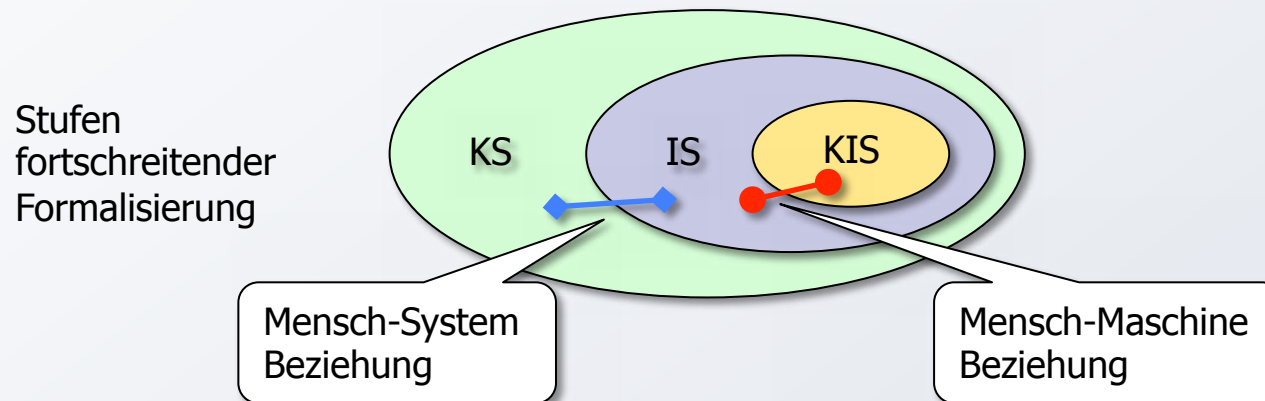 Stufen
fortschreitender
Formalisierung
KS
IS
KIS
Mensch-System
Beziehung
Mensch-Maschine
Beziehung